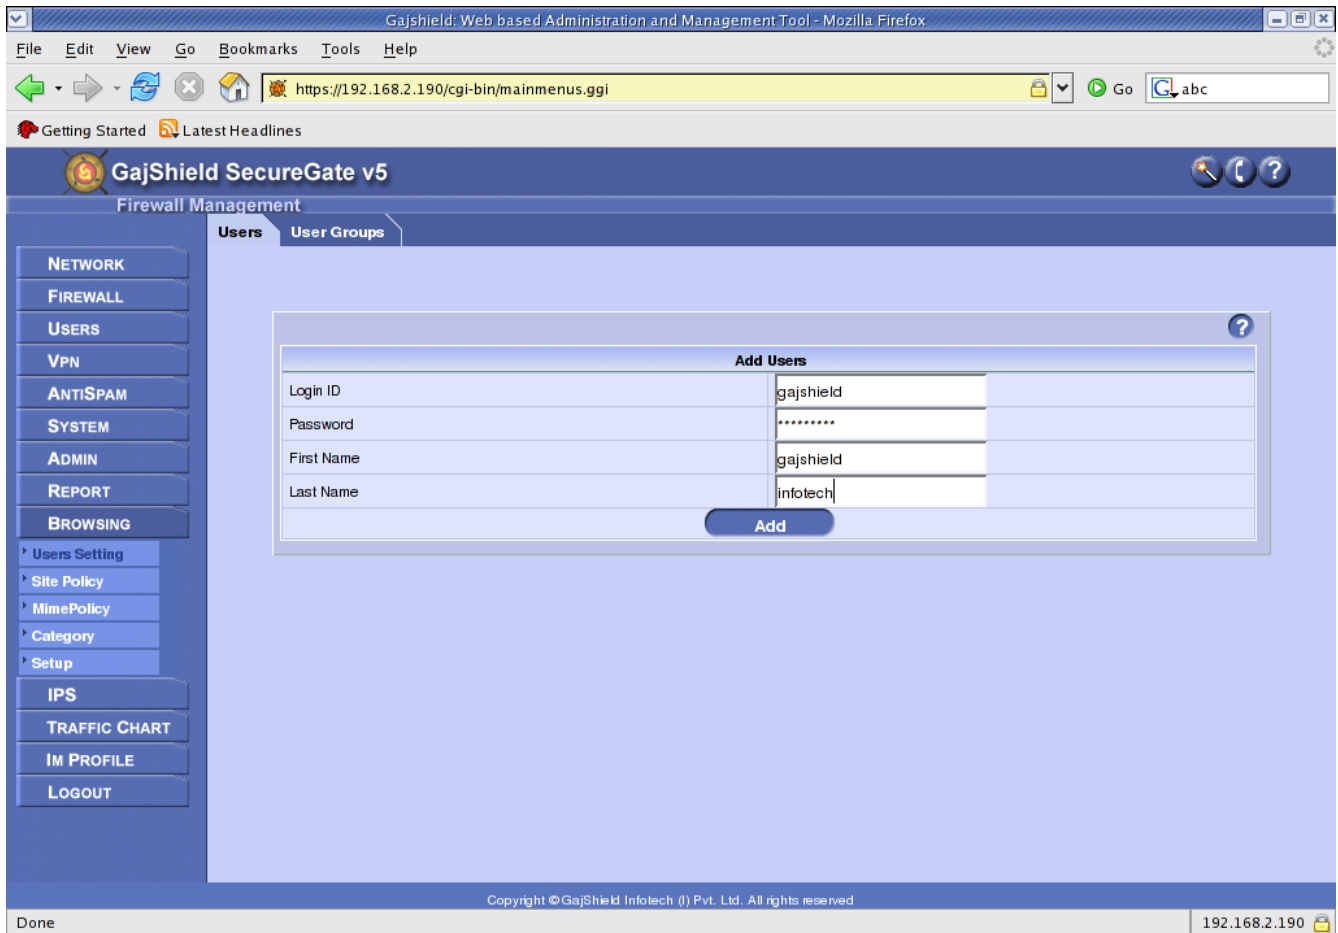 Gajshield: Web based Administration and Management Tool - Mozilla Firefox
File Edit View Go Bookmarks Tools Help
https://192.168.2.190/cgi-bin/mainmenus.ggi Go G abc
Getting Started Latest Headlines
GajShield SecureGate v5
Firewall Management
Users User Groups
NETWORK
FIREWALL
USERS
VPN
ANTISPAM
SYSTEM
ADMIN
REPORT
BROWSING
Users Setting
Site Policy
MimePolicy
Category
Setup
IPS
TRAFFIC CHART
IM PROFILE
LOGOUT
?
?
Add Users
Login ID gajshield
Password *********
First Name gajshield
Last Name infotech
Add
Copyright © GajShield Infotech (I) Pvt. Ltd. All rights reserved
Done 192.168.2.190